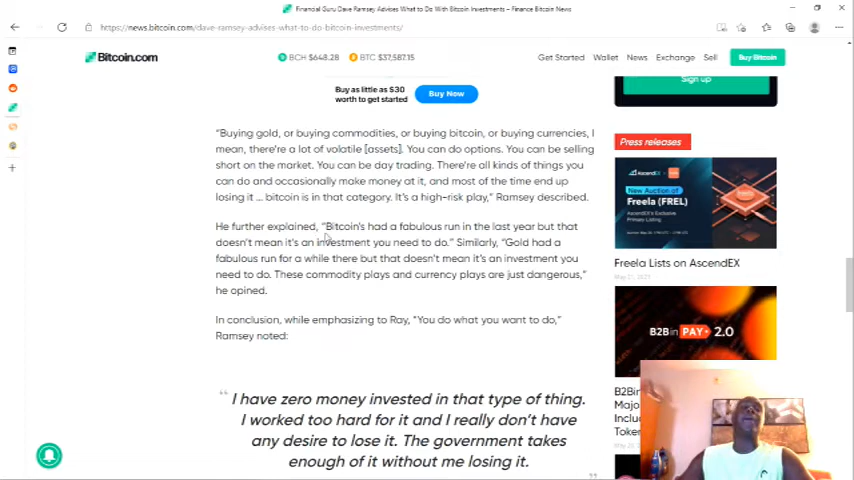 Financial Guru Dave Ramsey Advises What to Do With Bitcoin Investments – Finance Bitcoin News
https://news.bitcoin.com/dave-ramsey-advises-what-to-do-bitcoin-investments/
Bitcoin.com
BCH $648.28 BTC $37,587.15
Get Started Wallet News Exchange Sell Buy Bitcoin
Buy as little as $30
worth to get started
Buy Now
Sign up
"Buying gold, or buying commodities, or buying bitcoin, or buying currencies, I
mean, there're a lot of volatile [assets]. You can do options. You can be selling
short on the market. You can be day trading. There're all kinds of things you
can do and occasionally make money at it, and most of the time end up
losing it … bitcoin is in that category. It's a high-risk play," Ramsey described.
He further explained, "Bitcoin's had a fabulous run in the last year but that
doesn't mean it's an investment you need to do." Similarly, "Gold had a
fabulous run for a while there but that doesn't mean it's an investment you
need to do. These commodity plays and currency plays are just dangerous,"
he opined.
In conclusion, while emphasizing to Ray, "You do what you want to do,"
Ramsey noted:
" I have zero money invested in that type of thing.
I worked too hard for it and I really don't have
any desire to lose it. The government takes
enough of it without me losing it.
"
Press releases
AscendEX
New Auction of
Freela (FREL)
AscendEX's Exclusive
Primary Listing
Freela Lists on AscendEX
B2Bin PAY 2.0
B2Bin
Majo
Inclu
Token